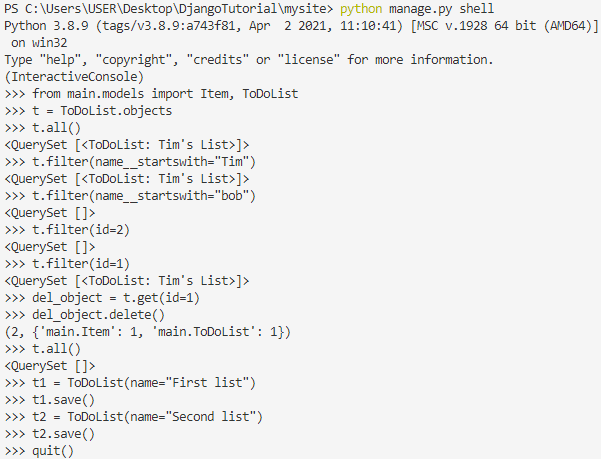 PS C:\Users\USER\Desktop\DjangoTutorial\mysite> python manage.py shell
Python 3.8.9 (tags/v3.8.9:a743f81, Apr  2 2021, 11:10:41) [MSC v.1928 64 bit (AMD64)]
 on win32
Type "help", "copyright", "credits" or "license" for more information.
(InteractiveConsole)
>>> from main.models import Item, ToDoList
>>> t = ToDoList.objects
>>> t.all()
<QuerySet [<ToDoList: Tim's List>]>
>>> t.filter(name__startswith="Tim")
<QuerySet [<ToDoList: Tim's List>]>
>>> t.filter(name__startswith="bob")
<QuerySet []>
>>> t.filter(id=2)
<QuerySet []>
>>> t.filter(id=1)
<QuerySet [<ToDoList: Tim's List>]>
>>> del_object = t.get(id=1)
>>> del_object.delete()
(2, {'main.Item': 1, 'main.ToDoList': 1})
>>> t.all()
<QuerySet []>
>>> t1 = ToDoList(name="First list")
>>> t1.save()
>>> t2 = ToDoList(name="Second list")
>>> t2.save()
>>> quit()